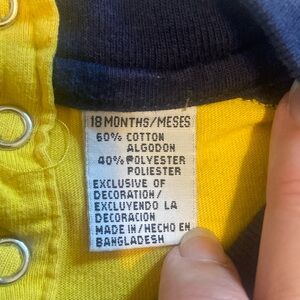 18 MONTHS/MESES
60% COTTON
ALGODON
40% POLYESTER
POLIESTER
EXCLUSIVE OF
DECORATION/
EXCLUYENDO LA
DECORACION
MADE IN/HECHO EN
BANGLADESH